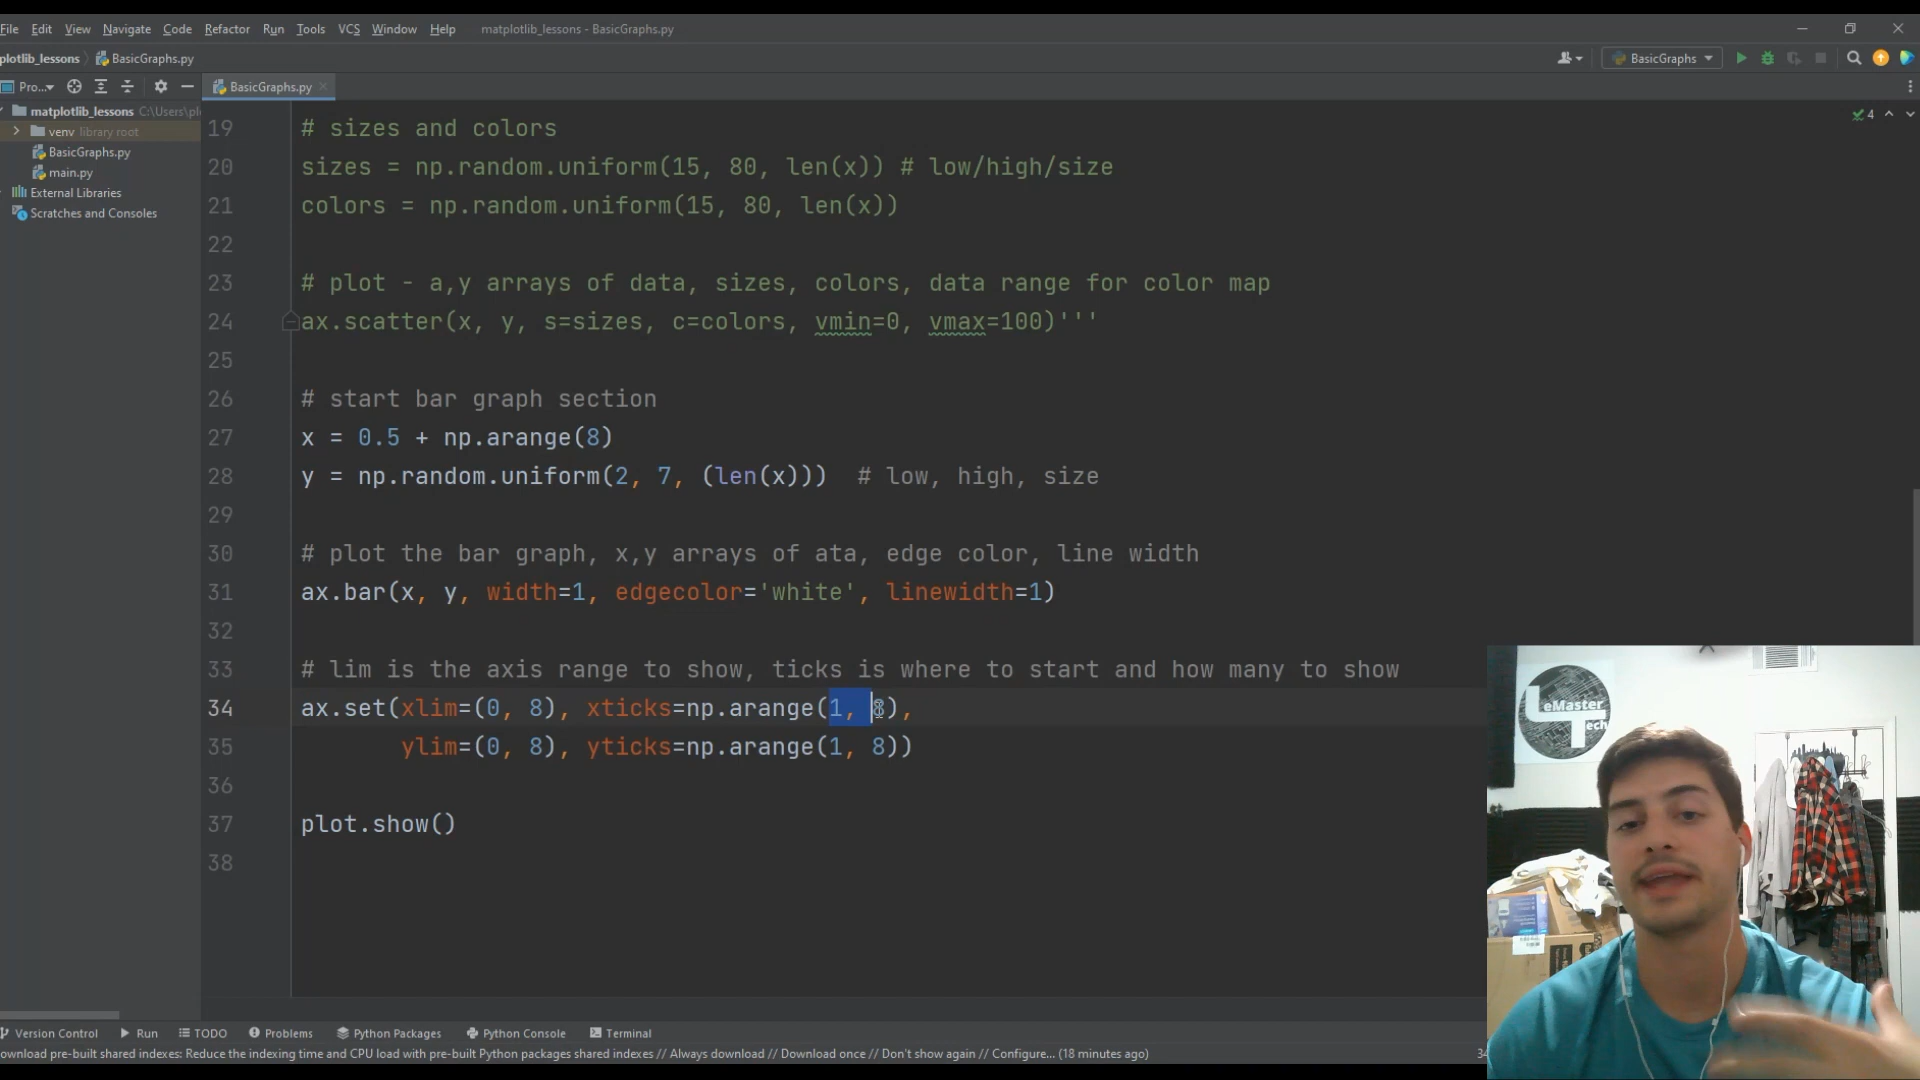 File Edit View Navigate Code Refactor Run Tools VCS Window Help matplotlib_lessons - BasicGraphs.py
plotlib_lessons BasicGraphs.py BasicGraphs
Pro... BasicGraphs.py
matplotlib_lessons C:\Users\pl
venv library root
BasicGraphs.py
main.py
External Libraries
Scratches and Consoles
4
19 # sizes and colors
20 sizes = np.random.uniform(15, 80, len(x)) # low/high/size
21 colors = np.random.uniform(15, 80, len(x))
22
23 # plot - a,y arrays of data, sizes, colors, data range for color map
24 ax.scatter(x, y, s=sizes, c=colors, vmin=0, vmax=100)'''
25
26 # start bar graph section
27 x = 0.5 + np.arange(8)
28 y = np.random.uniform(2, 7, (len(x))) # low, high, size
29
30 # plot the bar graph, x,y arrays of ata, edge color, line width
31 ax.bar(x, y, width=1, edgecolor='white', linewidth=1)
32
33 # lim is the axis range to show, ticks is where to start and how many to show
34 ax.set(xlim=(0, 8), xticks=np.arange(1, 8),
35 ylim=(0, 8), yticks=np.arange(1, 8))
36
37 plot.show()
38
LeMaster
Tech
Version Control Run TODO Problems Python Packages Python Console Terminal
ownload pre-built shared indexes: Reduce the indexing time and CPU load with pre-built Python packages shared indexes // Always download // Download once // Don't show again // Configure... (18 minutes ago) 34